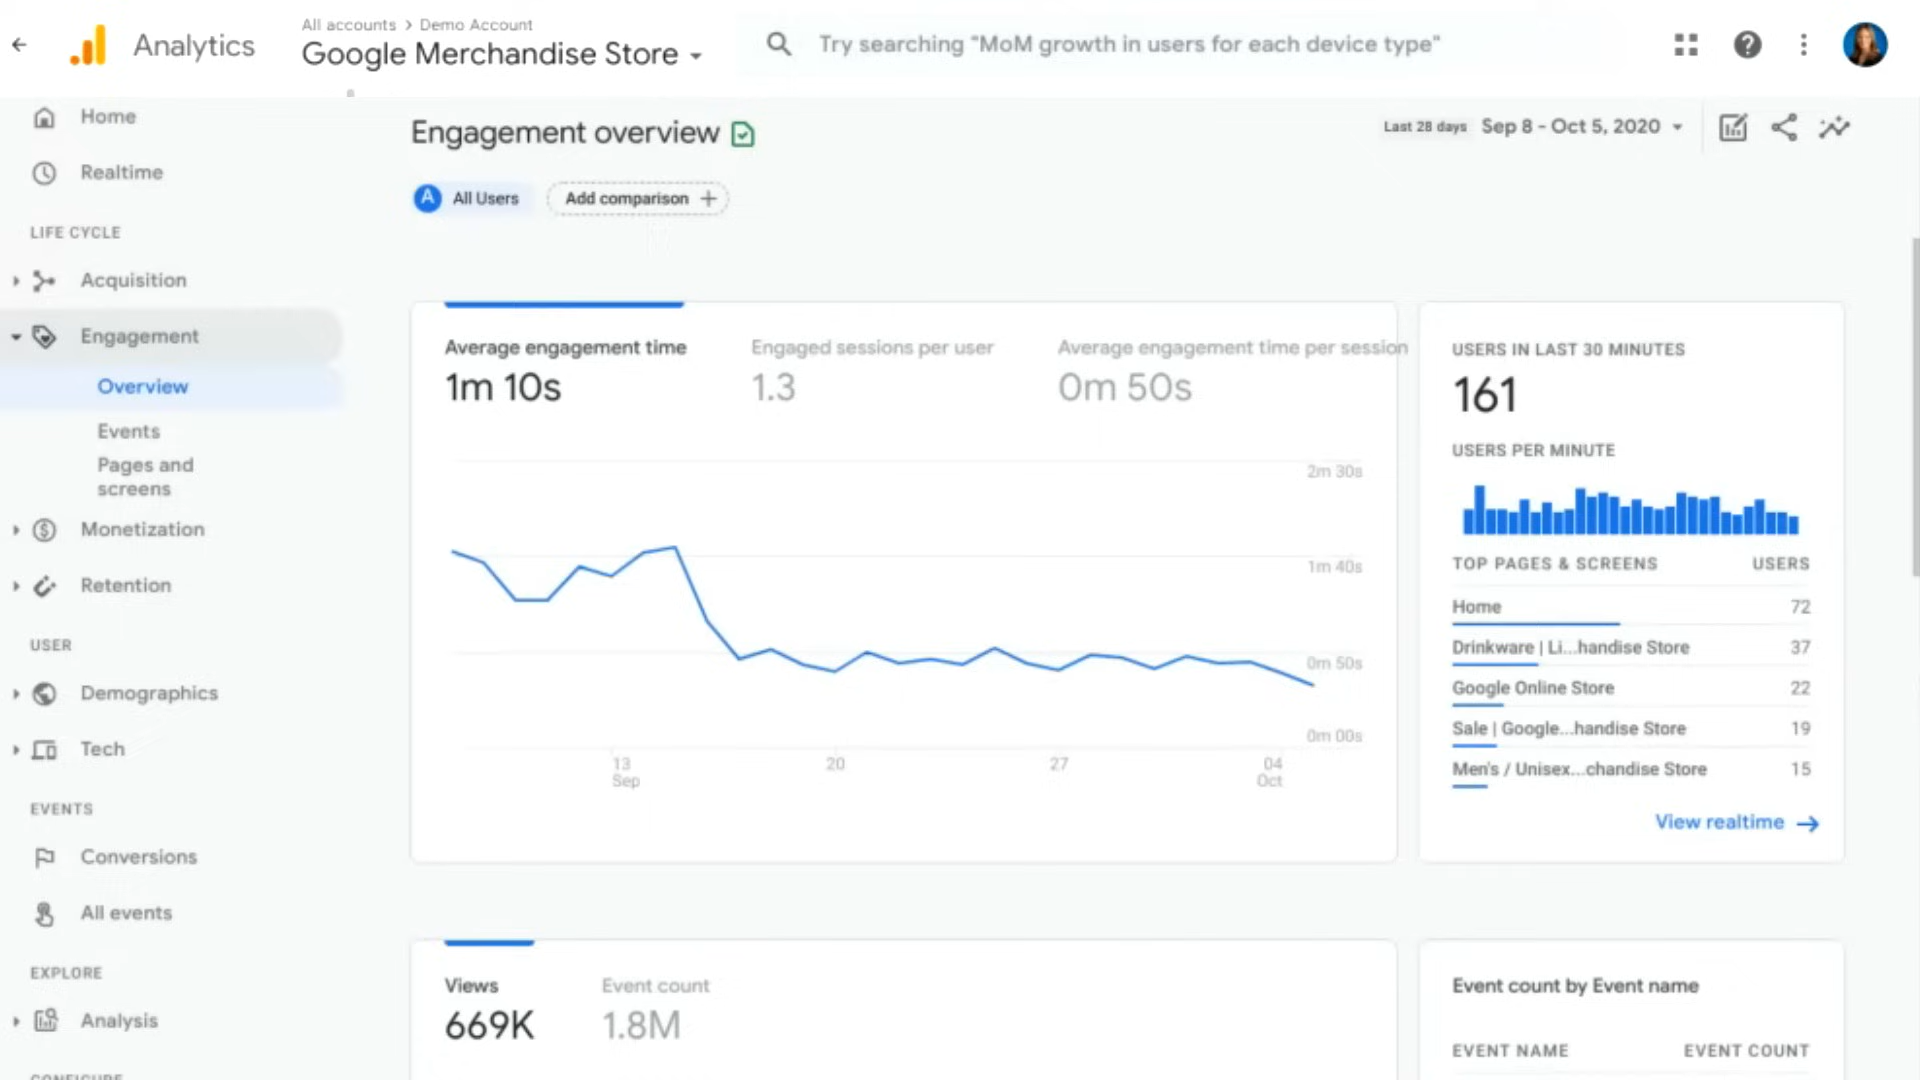 All accounts > Demo Account
Analytics
Google Merchandise Store
Try searching "MoM growth in users for each device type"
Home
Realtime
LIFE CYCLE
Acquisition
Engagement
Overview
Events
Pages and
screens
Monetization
Retention
USER
Demographics
Tech
EVENTS
Conversions
All events
EXPLORE
Analysis
CONFIGURE
Engagement overview
Last 28 days Sep 8 - Oct 5, 2020
A All Users
Add comparison +
Average engagement time
1m 10s
Engaged sessions per user
1.3
Average engagement time per session
0m 50s
2m 30s
1m 40s
0m 50s
0m 00s
13
Sep
20
27
04
Oct
USERS IN LAST 30 MINUTES
161
USERS PER MINUTE
TOP PAGES & SCREENS USERS
Home 72
Drinkware | Li...handise Store 37
Google Online Store 22
Sale | Google...handise Store 19
Men's / Unisex...chandise Store 15
View realtime
Views
669K
Event count
1.8M
Event count by Event name
EVENT NAME EVENT COUNT